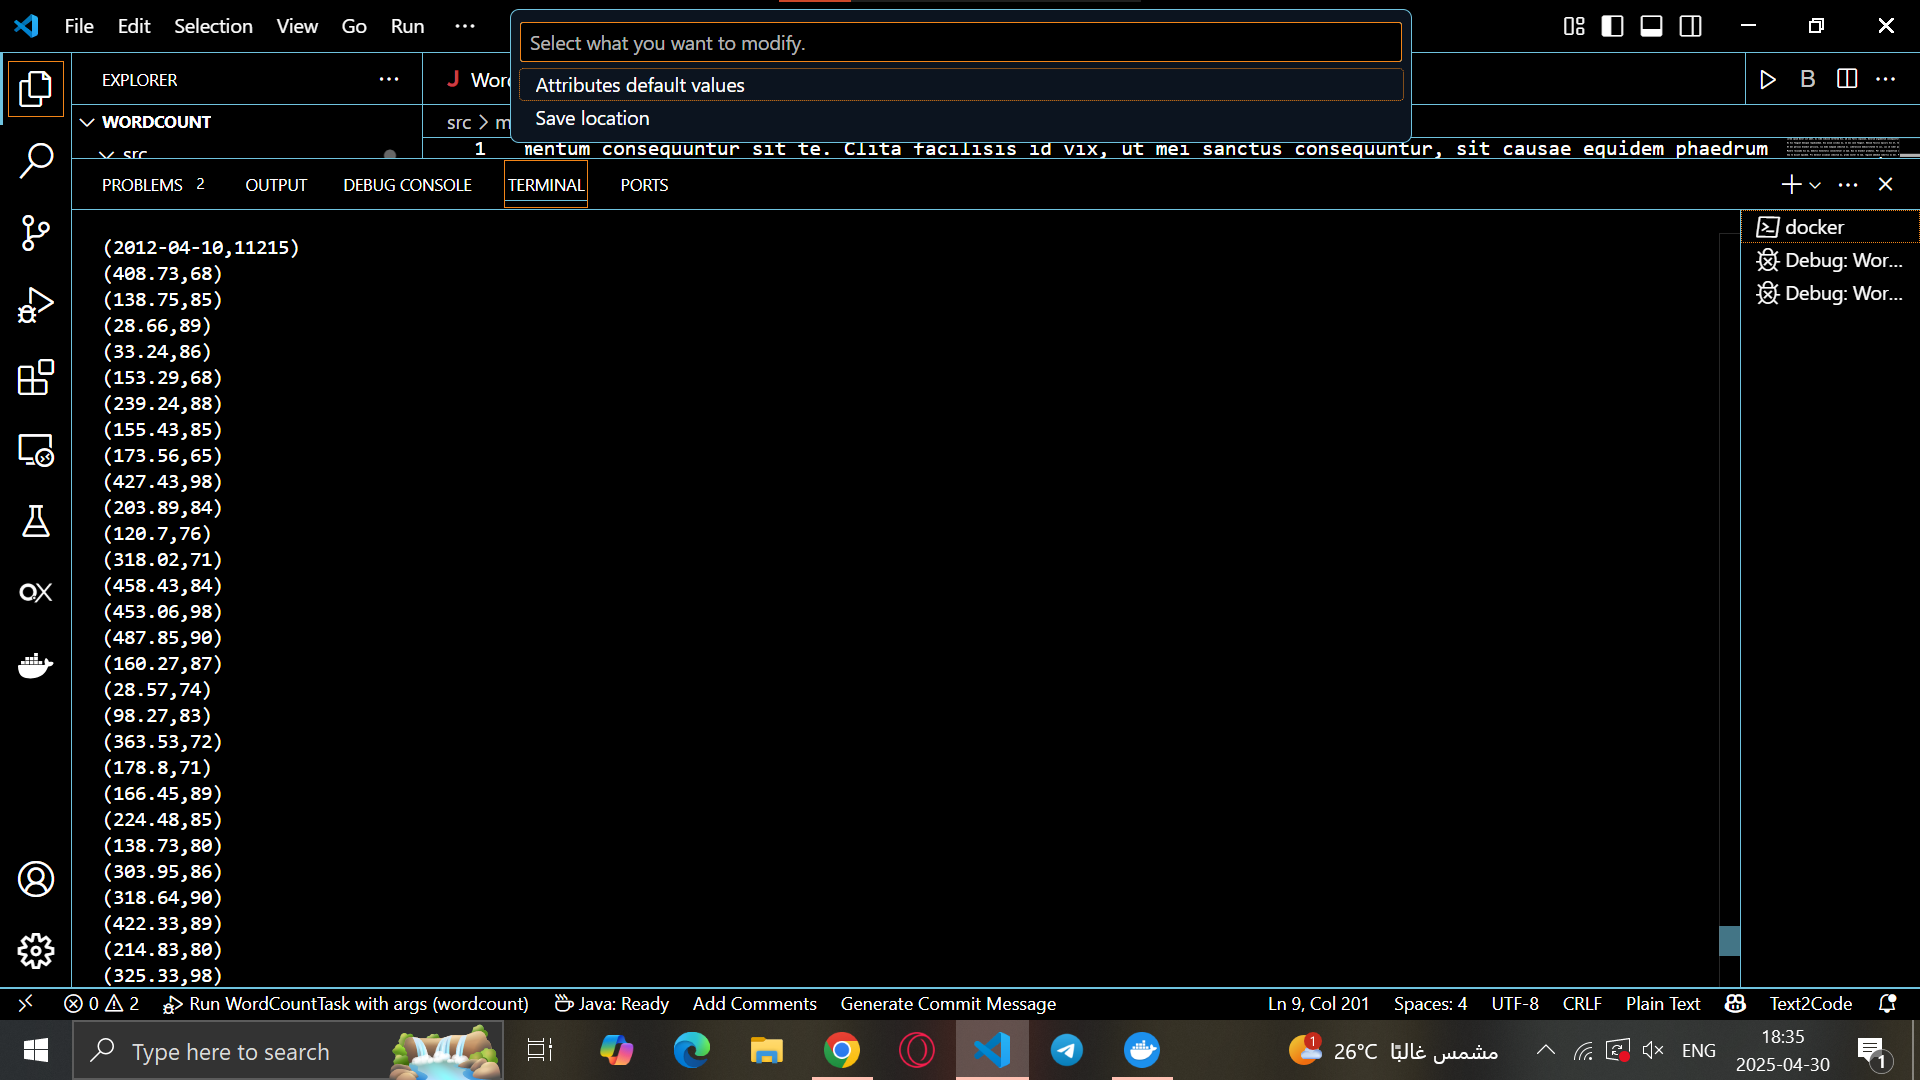 File Edit Selection View Go Run ···
Select what you want to modify.
Attributes default values
Save location
EXPLORER
WORDCOUNT
src
src
1 mentum consequuntur sit te. Clita facilisis id vix, ut mei sanctus consequuntur, sit causae equidem phaedrum
PROBLEMS 2 OUTPUT DEBUG CONSOLE TERMINAL PORTS
docker
Debug: Wor...
Debug: Wor...
(2012-04-10,11215)
(408.73,68)
(138.75,85)
(28.66,89)
(33.24,86)
(153.29,68)
(239.24,88)
(155.43,85)
(173.56,65)
(427.43,98)
(203.89,84)
(120.7,76)
(318.02,71)
(458.43,84)
(453.06,98)
(487.85,90)
(160.27,87)
(28.57,74)
(98.27,83)
(363.53,72)
(178.8,71)
(166.45,89)
(224.48,85)
(138.73,80)
(303.95,86)
(318.64,90)
(422.33,89)
(214.83,80)
(325.33,98)
0 2 Run WordCountTask with args (wordcount) Java: Ready Add Comments Generate Commit Message Ln 9, Col 201 Spaces: 4 UTF-8 CRLF Plain Text Text2Code
Type here to search
1 26°C مشمس غالبًا ENG 18:35
2025-04-30
1